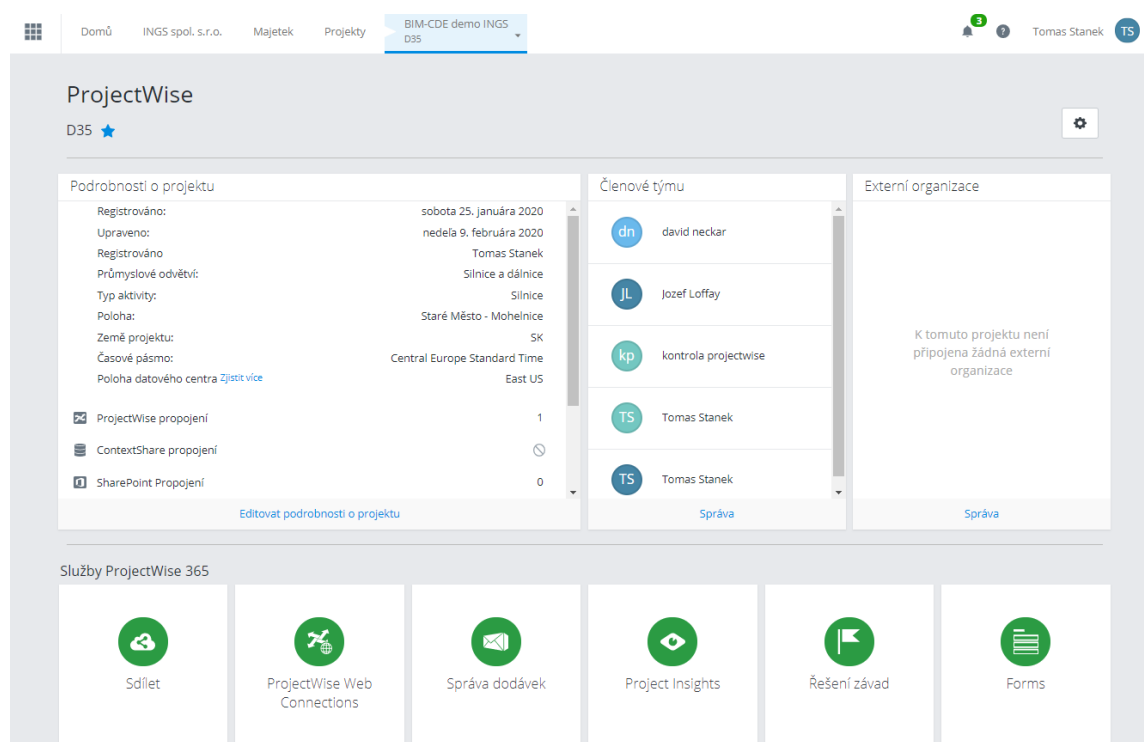 Domů
INGS spol. s.r.o.
Majetek
Projekty
BIM-CDE demo INGS
D35
3
?
Tomas Stanek
TS
ProjectWise
D35
Podrobnosti o projektu
Registrováno: sobota 25. januára 2020
Upraveno: nedeľa 9. februára 2020
Registrováno Tomas Stanek
Průmyslové odvětví: Silnice a dálnice
Typ aktivity: Silnice
Poloha: Staré Město - Mohelnice
Země projektu: SK
Časové pásmo: Central Europe Standard Time
Poloha datového centra Zjistit více East US
ProjectWise propojení 1
ContextShare propojení
SharePoint Propojení 0
Editovat podrobnosti o projektu
Členové týmu
dn david neckar
JL Jozef Loffay
kp kontrola projectwise
TS Tomas Stanek
TS Tomas Stanek
Správa
Externí organizace
K tomuto projektu není
připojena žádná externí
organizace
Správa
Služby ProjectWise 365
Sdílet
ProjectWise Web
Connections
Správa dodávek
Project Insights
Řešení závad
Forms